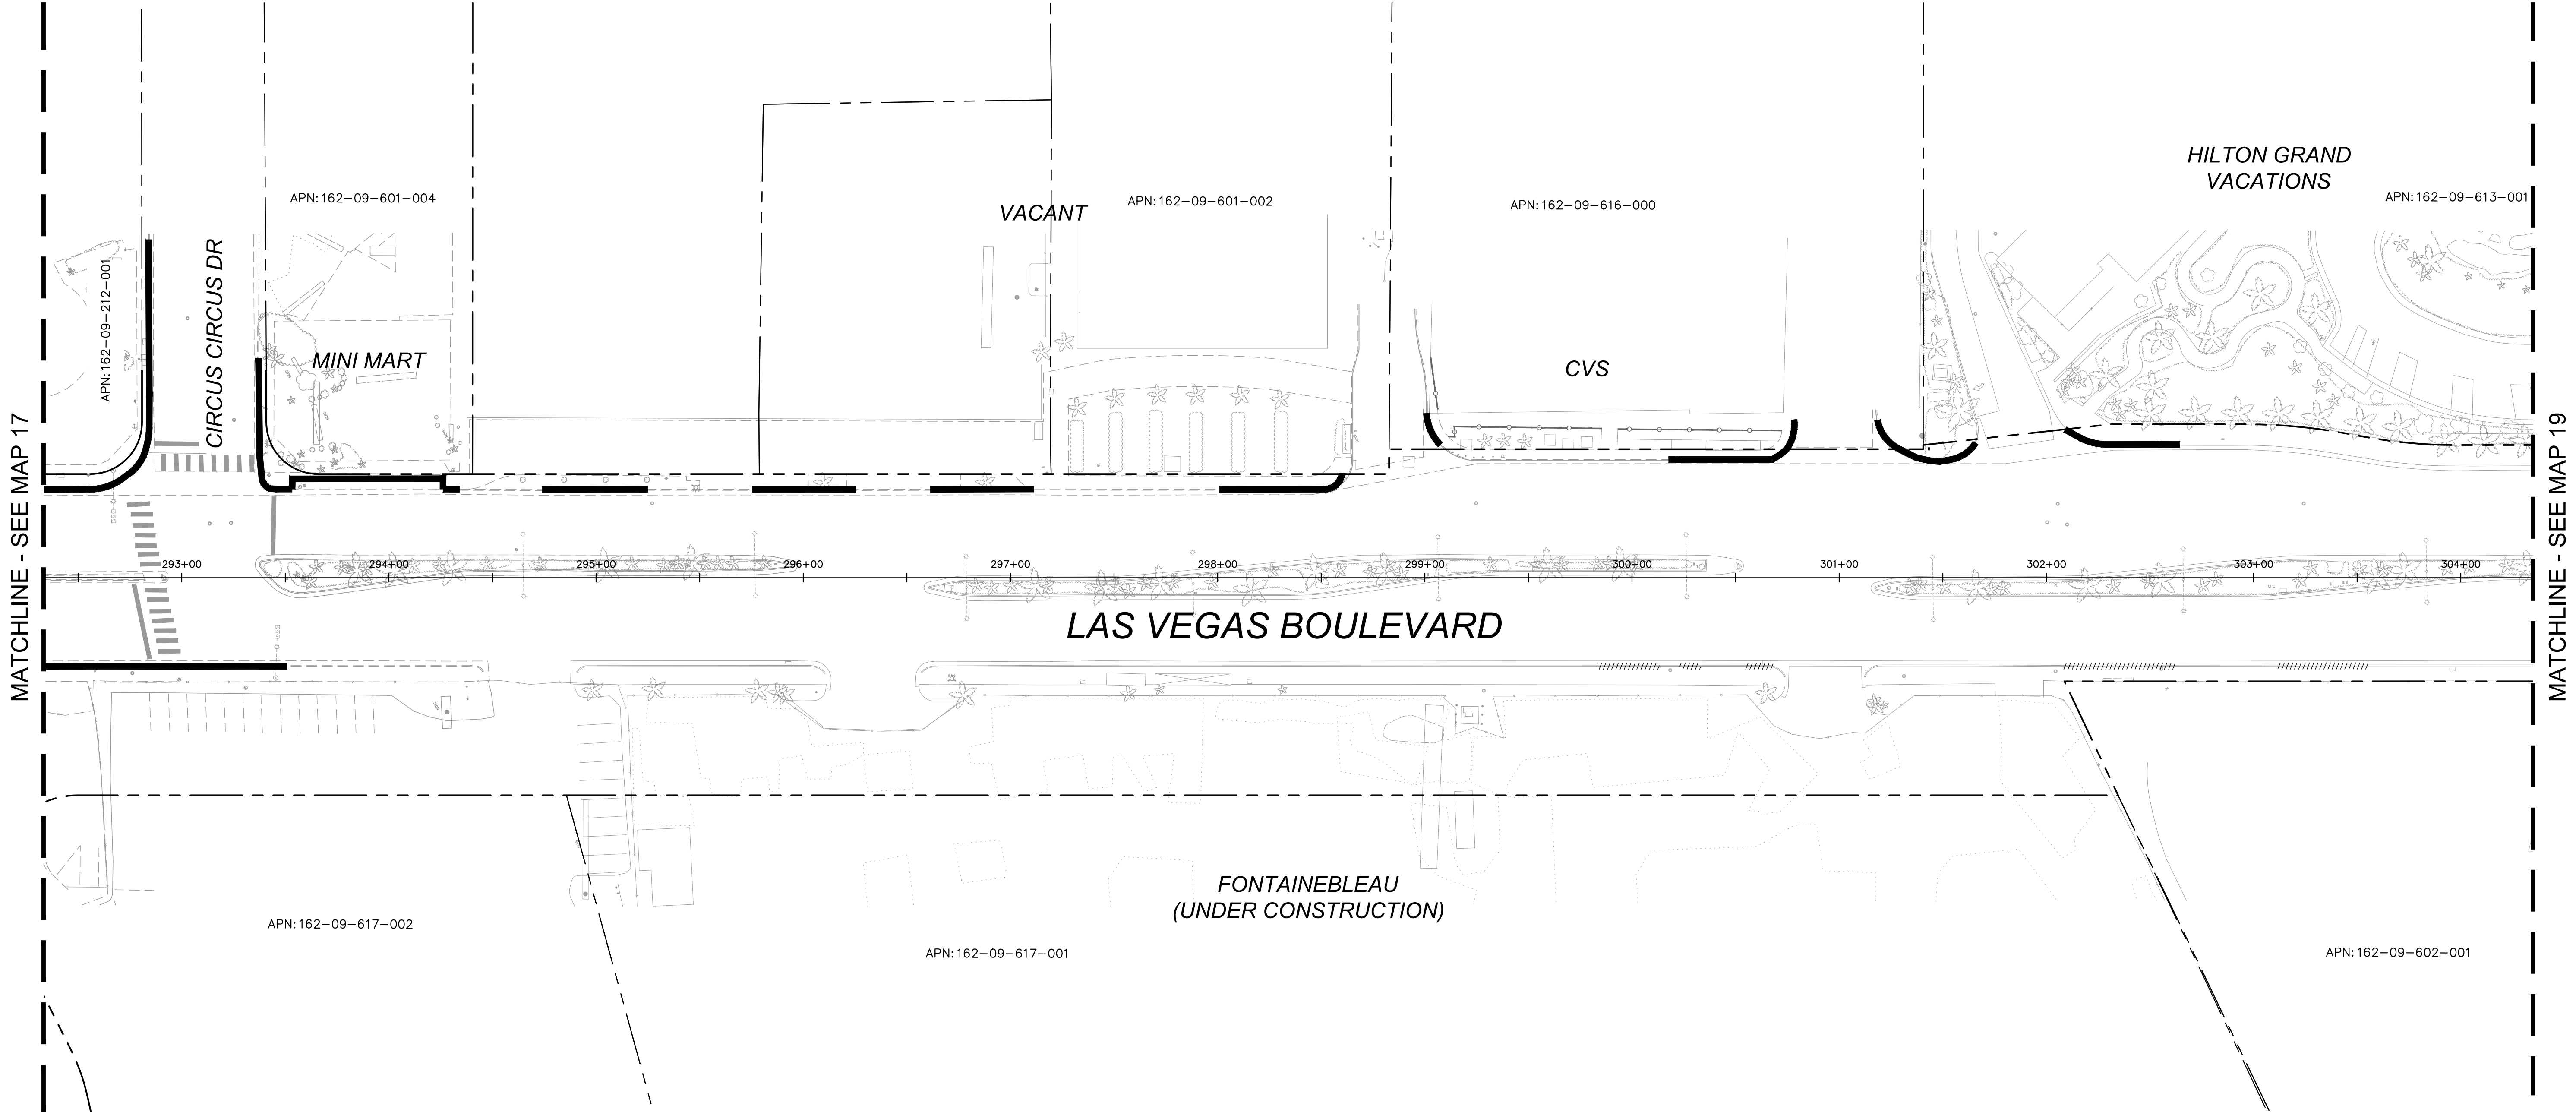 MATCHLINE - SEE MAP 17
APN:162-09-212-001
CIRCUS CIRCUS DR
APN:162-09-601-004
MINI MART
VACANT
APN:162-09-601-002
APN:162-09-616-000
CVS
HILTON GRAND
VACATIONS
APN:162-09-613-001
MATCHLINE - SEE MAP 19
293+00
294+00
295+00
296+00
297+00
298+00
299+00
300+00
301+00
302+00
303+00
304+00
LAS VEGAS BOULEVARD
FONTAINEBLEAU
(UNDER CONSTRUCTION)
APN:162-09-617-002
APN:162-09-617-001
APN:162-09-602-001